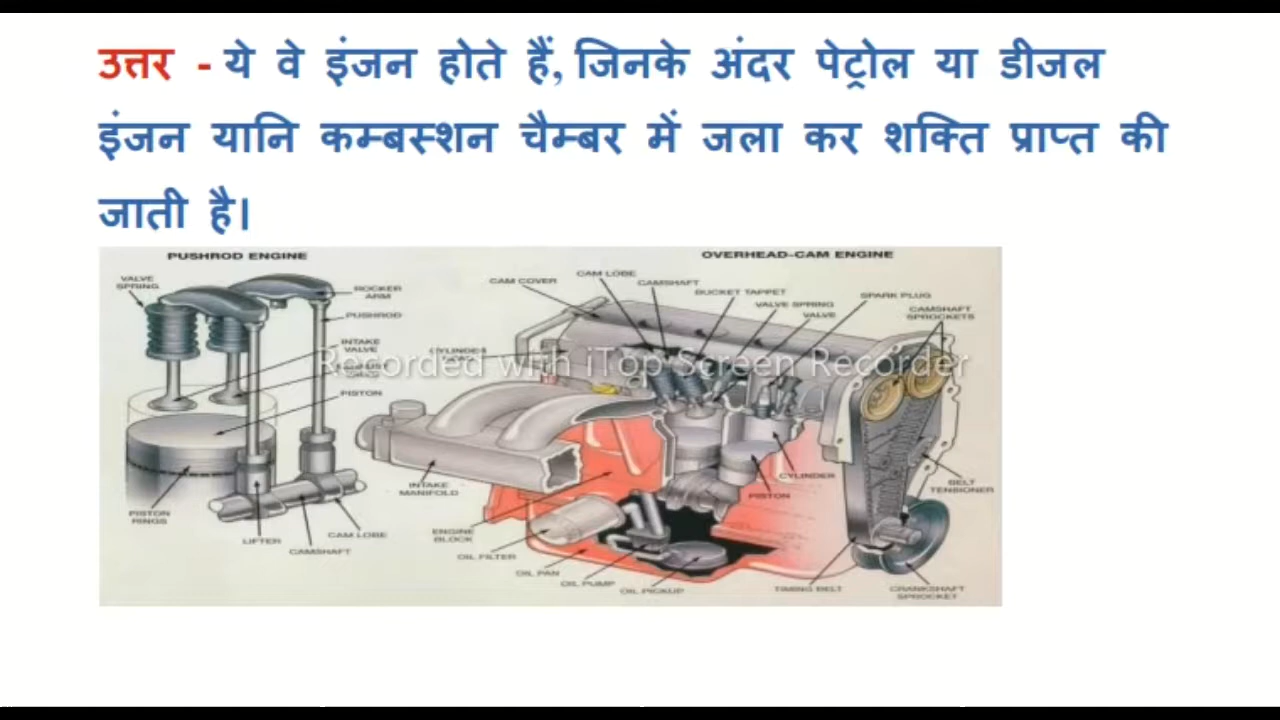 उत्तर - ये वे इंजन होते हैं, जिनके अंदर पेट्रोल या डीजल
इंजन यानि कम्बस्शन चैम्बर में जला कर शक्ति प्राप्त की
जाती है।
PUSHROD ENGINE
OVERHEAD-CAM ENGINE
VALVE
SPRING
ROCKER
ARM
PUSHROD
INTAKE
VALVE
PISTON
PISTON
RINGS
LIFTER
CAMSHAFT
CAM LOBE
CAM COVER
CAM LOBE
CAMSHAFT
BUCKET TAPPET
VALVE SPRING
VALVE
SPARK PLUG
CAMSHAFT
SPROCKETS
CYLINDER
Recorded with iTop Screen Recorder
INTAKE
MANIFOLD
ENGINE
BLOCK
OIL FILTER
OIL PAN
OIL PUMP
OIL PICKUP
CYLINDER
PISTON
BELT
TENSIONER
TIMING BELT
CRANKSHAFT
SPROCKET